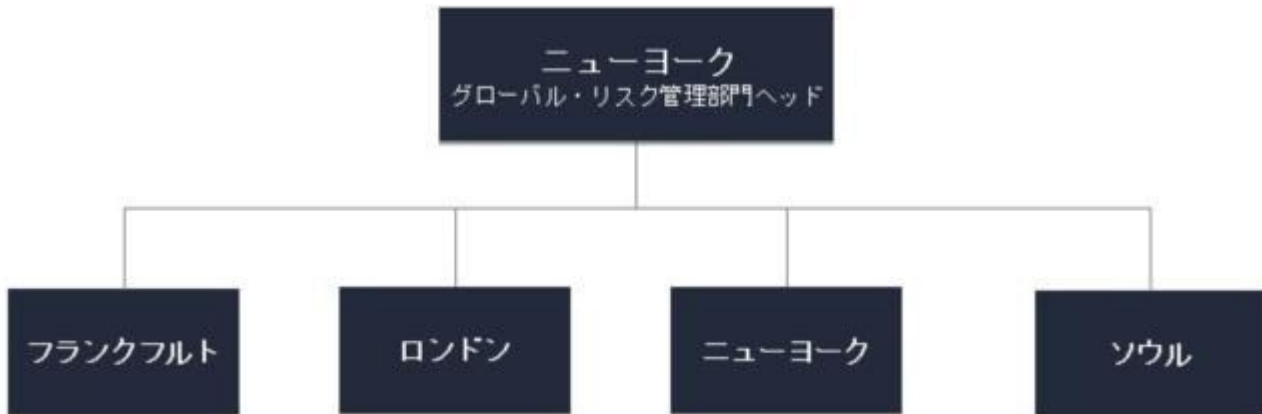 ニューヨーク
グローバル・リスク管理部門ヘッド
フランクフルト
ロンドン
ニューヨーク
ソウル